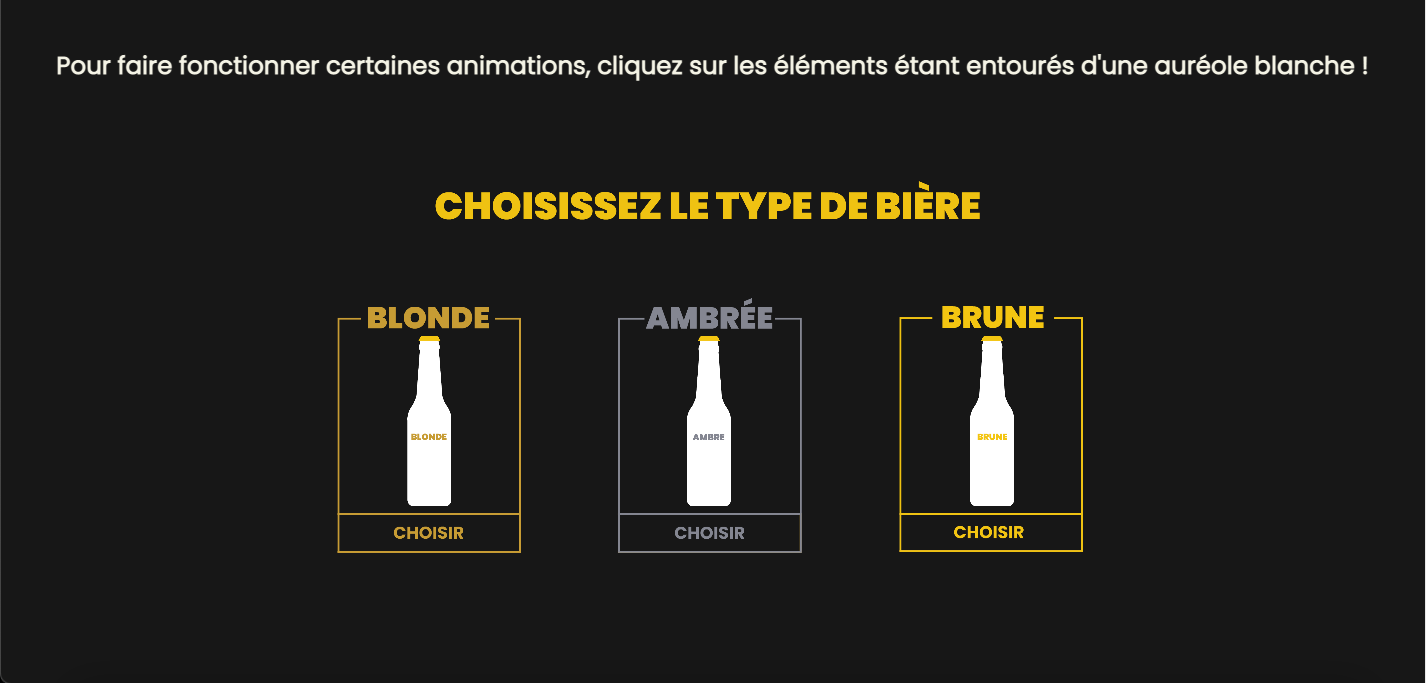 Pour faire fonctionner certaines animations, cliquez sur les éléments étant entourés d'une auréole blanche !
CHOISISSEZ LE TYPE DE BIÈRE
BLONDE
AMBRÉE
BRUNE
BLONDE
AMBRE
BRUNE
CHOISIR
CHOISIR
CHOISIR